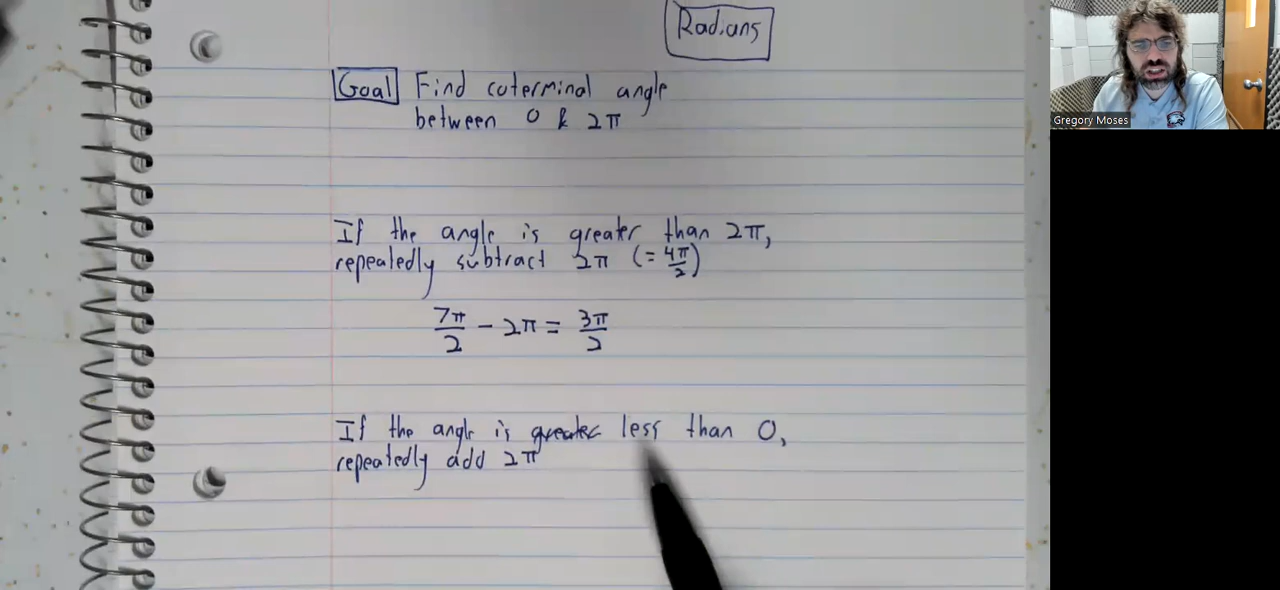 Radians
Goal Find coterminal angle
between 0 & 2π
If the angle is greater than 2π,
repeatedly subtract 2π (= 4π/2)
7π/2 - 2π = 3π/2
If the angle is greater less than 0,
repeatedly add 2π
Gregory Moses